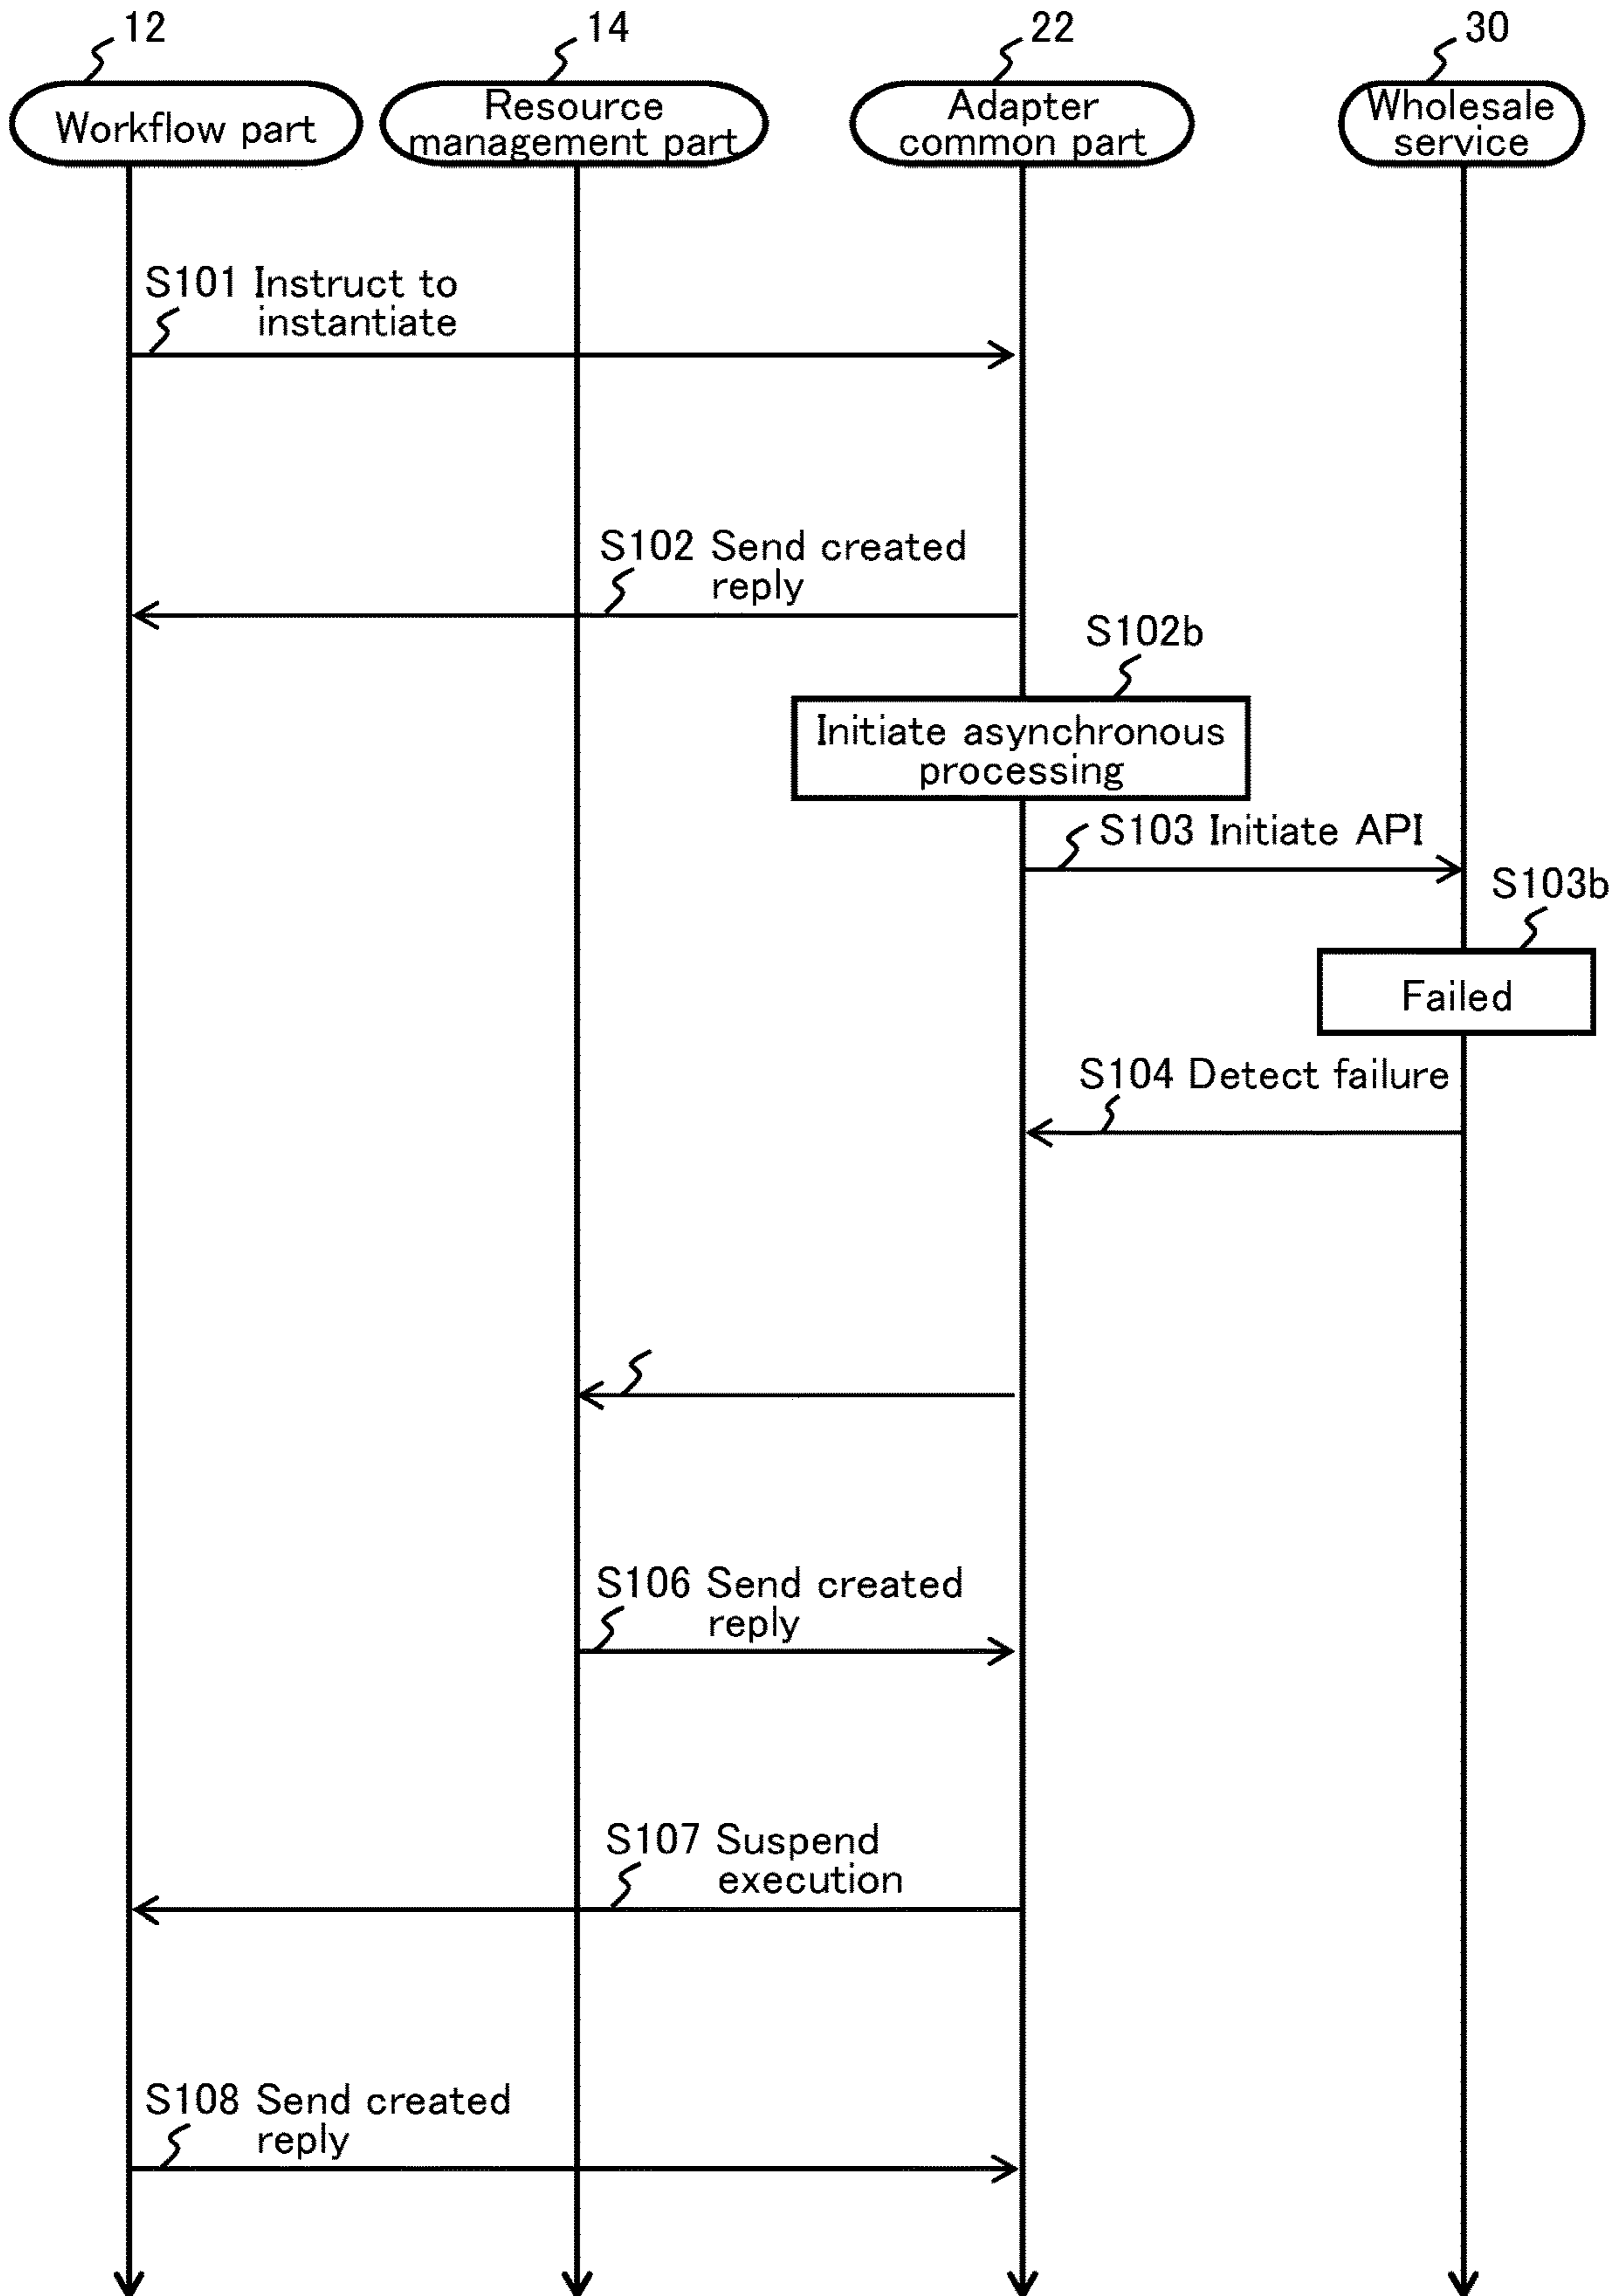 12
14
22
30
Workflow part
Resource
management part
Adapter
common part
Wholesale
service
S101 Instruct to
instantiate
S102 Send created
reply
S102b
Initiate asynchronous
processing
S103 Initiate API
S103b
Failed
S104 Detect failure
S106 Send created
reply
S107 Suspend
execution
S108 Send created
reply